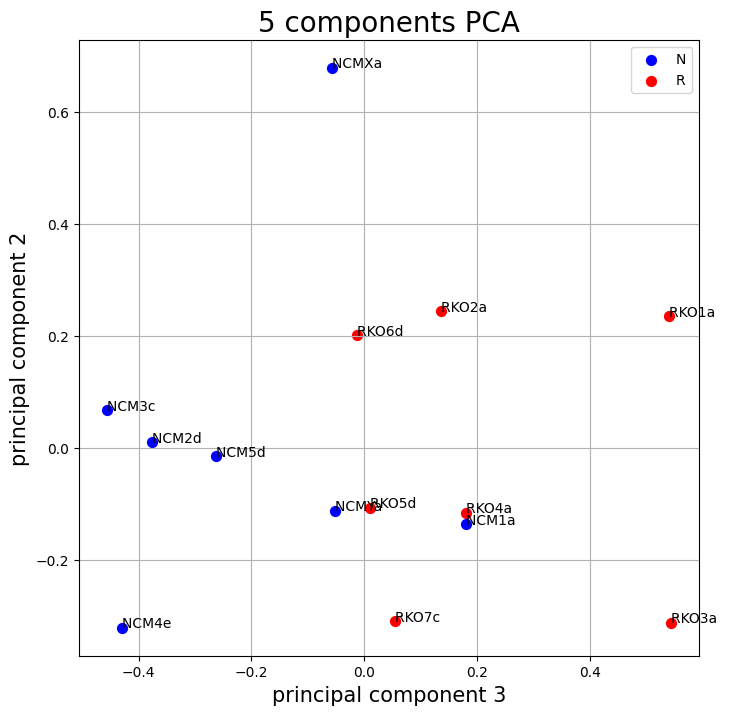 5 components PCA
N
R
NCMXa
0.6
0.4
RKO2a
RKO1a
RKO6d
0.2
NCM3c
NCM2d
NCM5d
0.0
RKO5d
RKO4a
NCM1a
−0.2
RKO7c
RKO3a
NCM4e
−0.4
−0.2
0.0
0.2
0.4
principal component 3
principal component 2